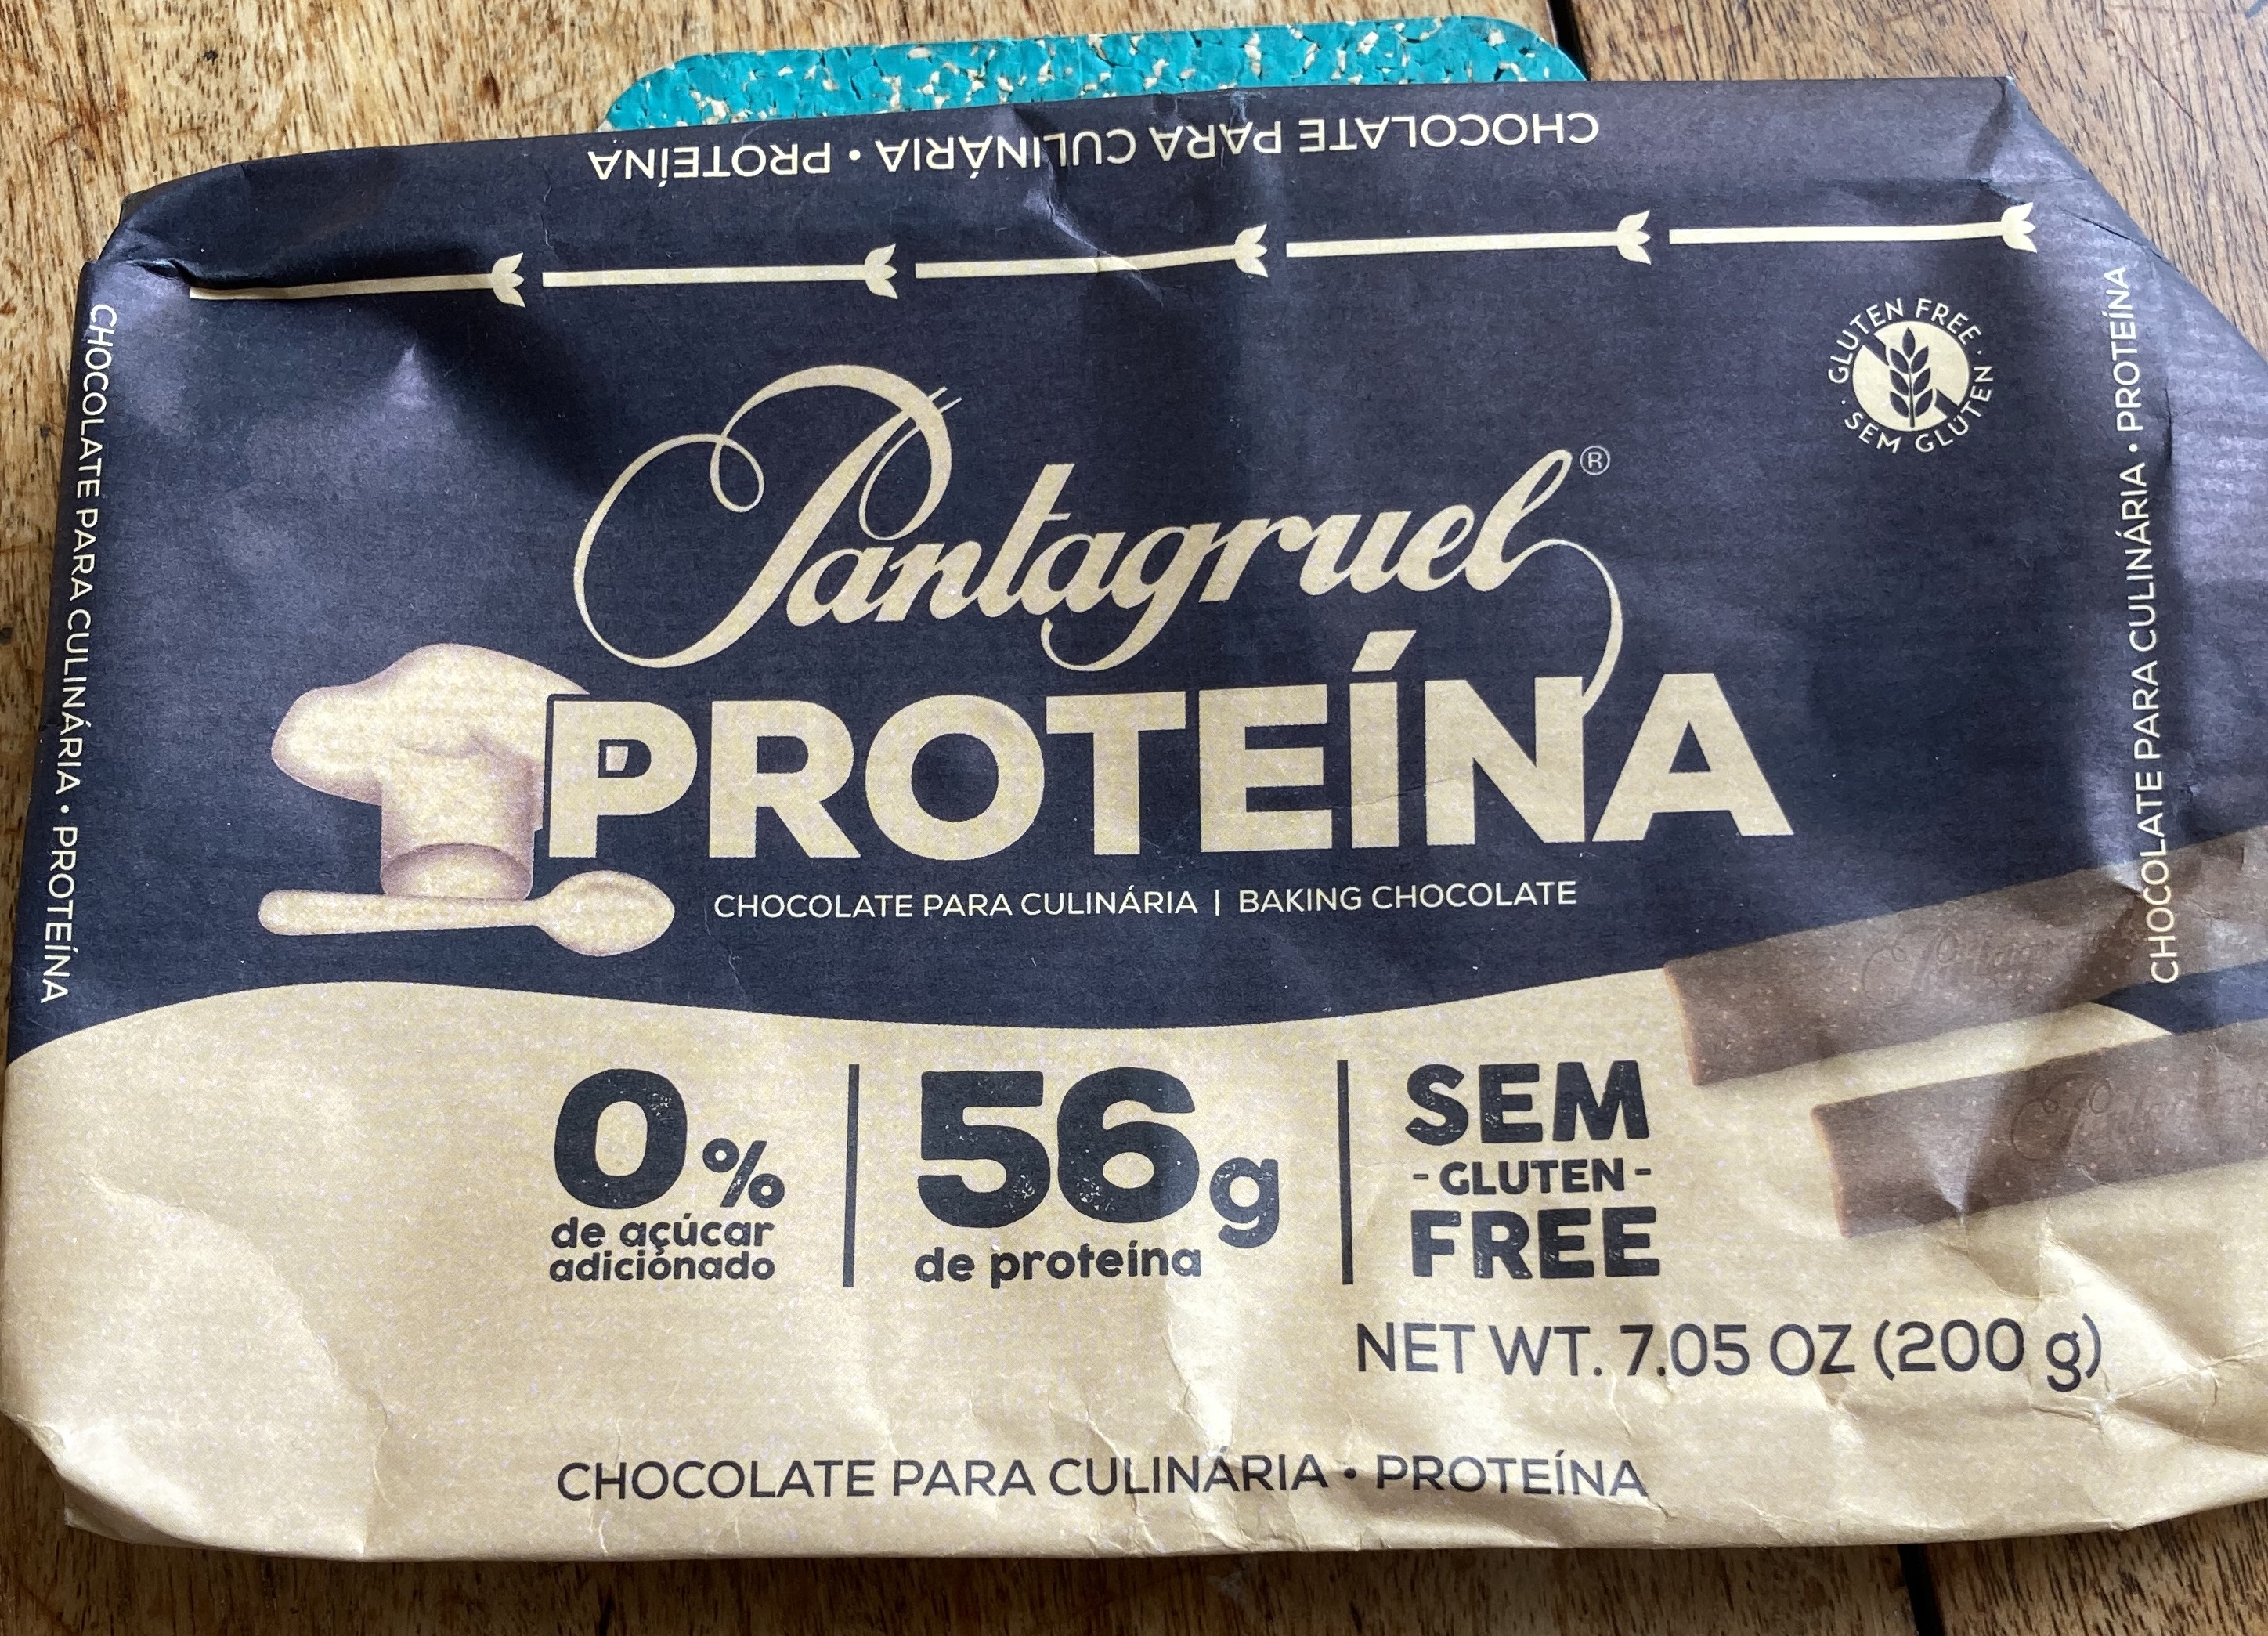 CHOCOLATE PARA CULINÁRIA • PROTEÍNA
GLUTEN FREE • SEM GLUTEN •
CHOCOLATE PARA CULINÁRIA • PROTEÍNA
CHOCOLATE PARA CULINÁRIA • PROTEÍNA
Pantagruel®
PROTEÍNA
CHOCOLATE PARA CULINÁRIA | BAKING CHOCOLATE
0%
de açúcar
adicionado
56g
de proteína
SEM
- GLUTEN -
FREE
NET WT. 7.05 OZ (200 g)
CHOCOLATE PARA CULINÁRIA • PROTEÍNA